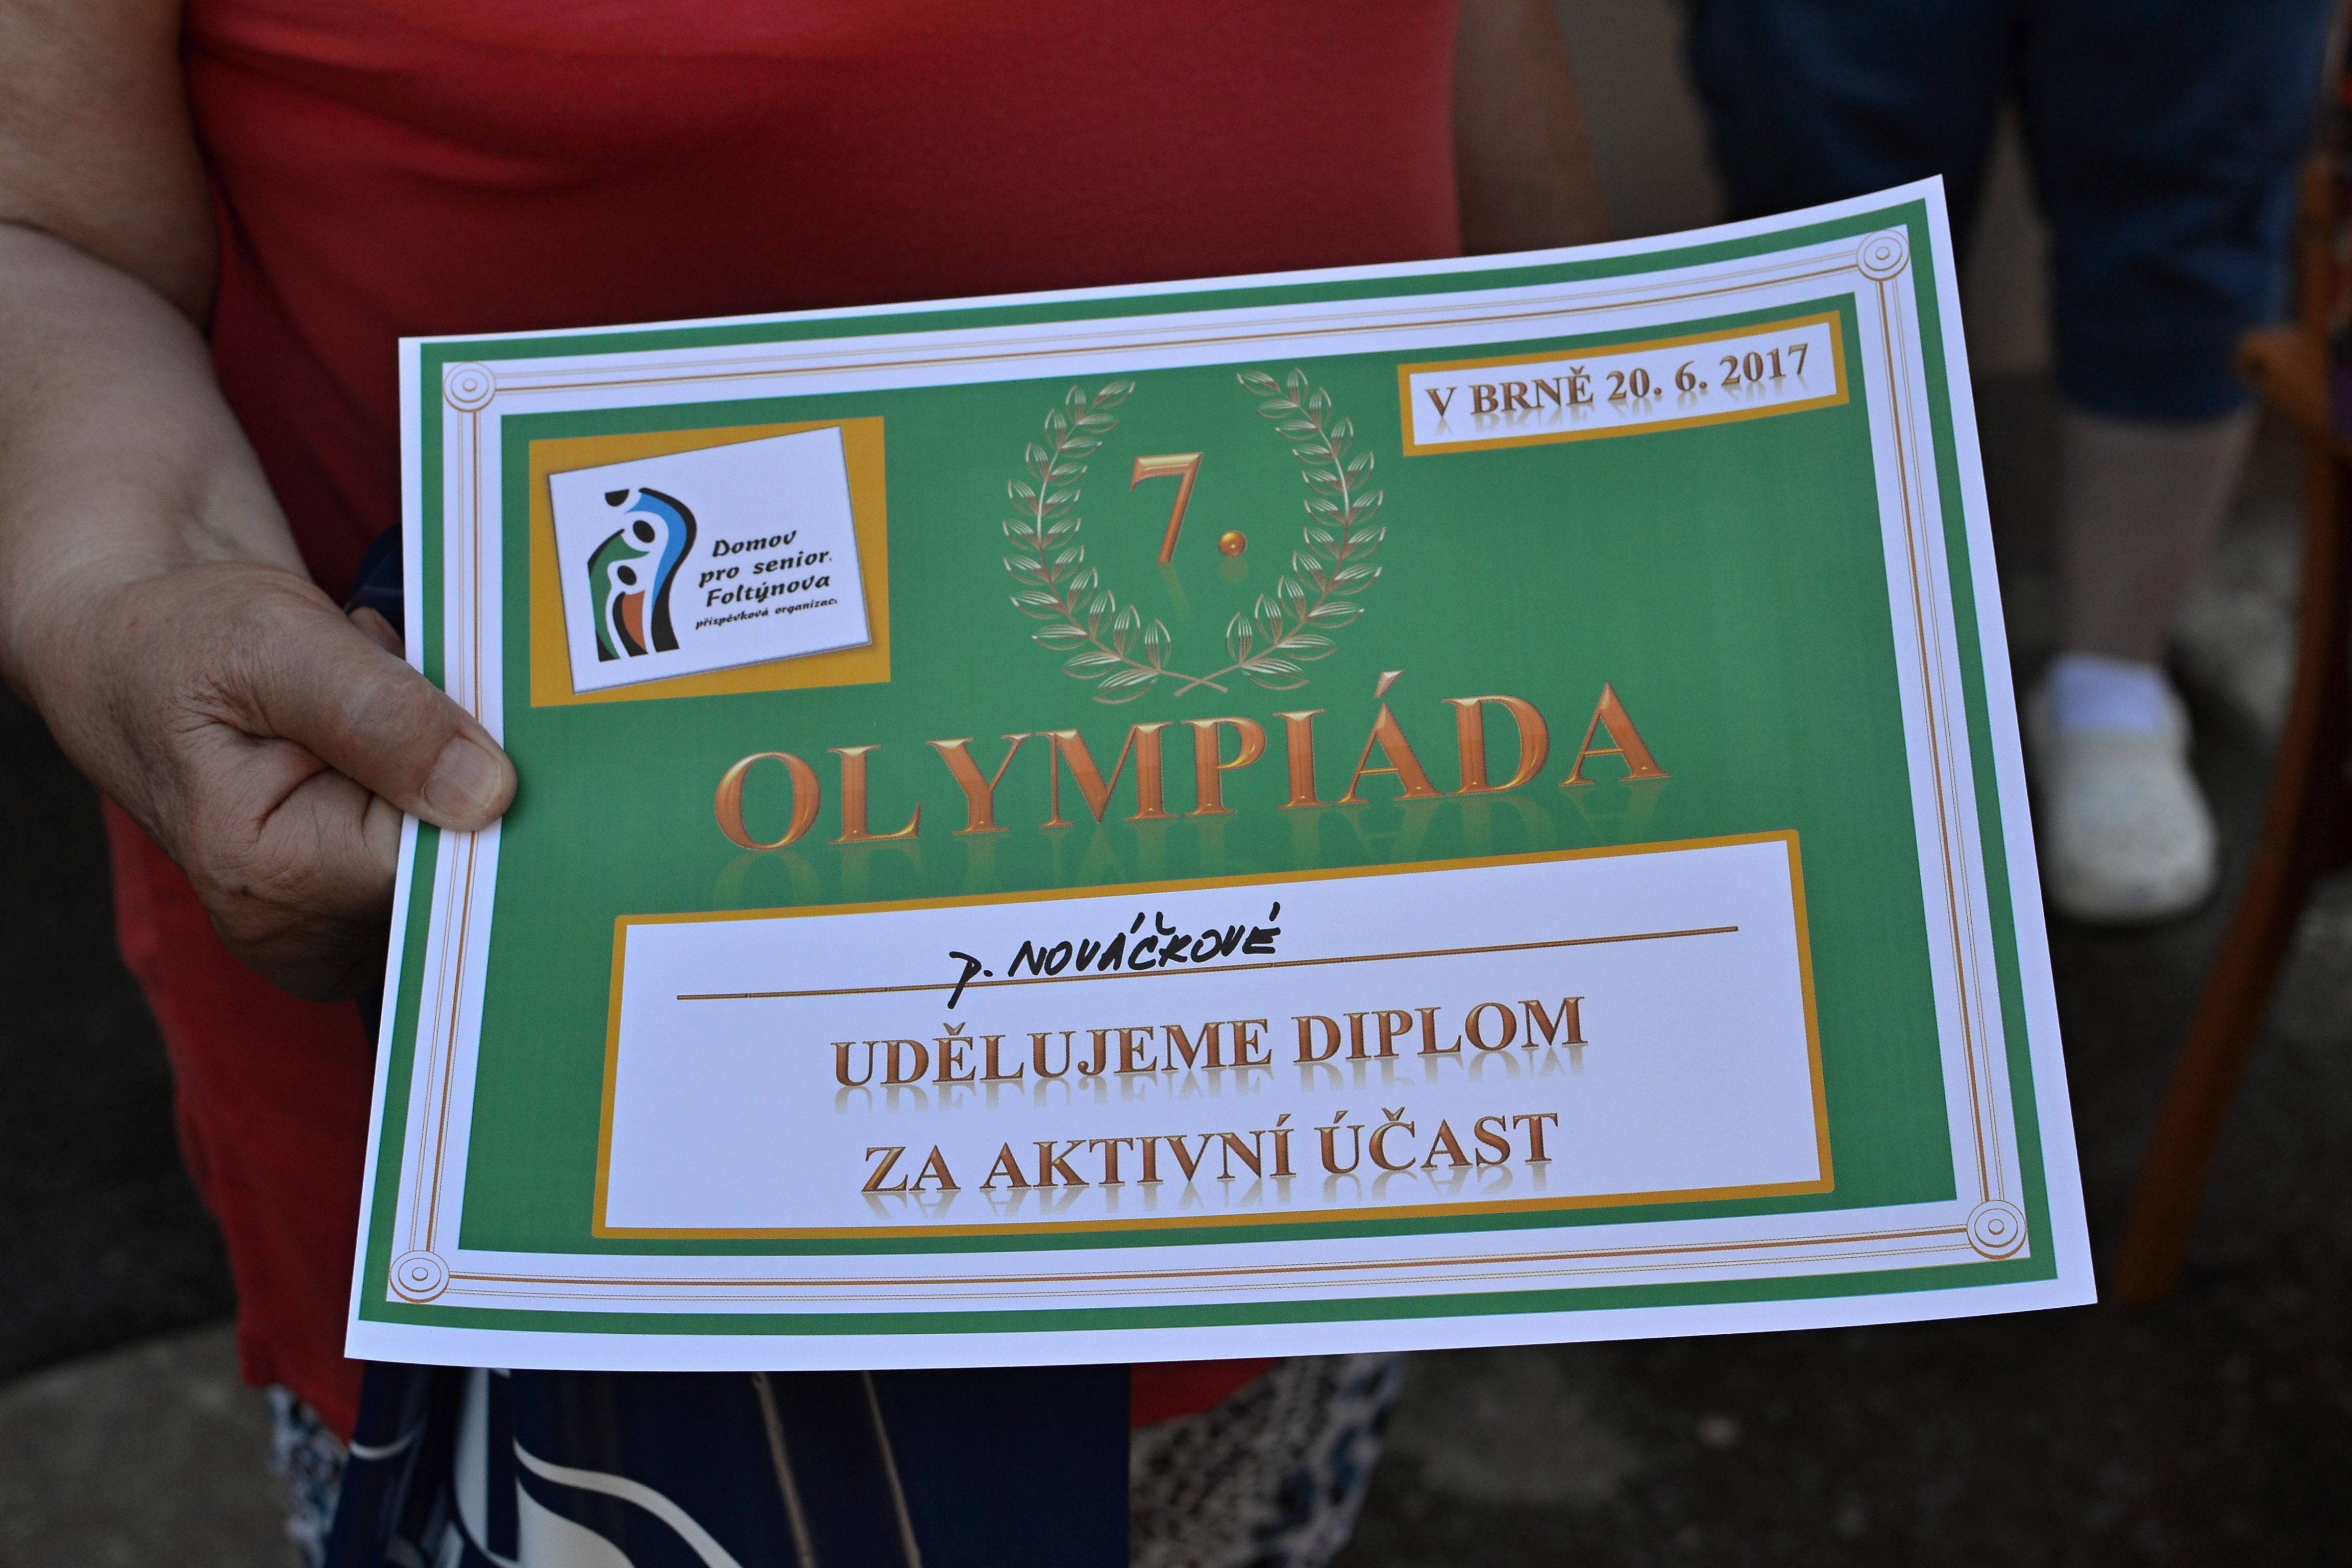 V BRNĚ 20. 6. 2017
7.
Domov
pro senior
Foltýnova
příspěvková organizac
OLYMPIÁDA
p. NOVÁČKOVÉ
UDĚLUJEME DIPLOM
ZA AKTIVNÍ ÚČAST